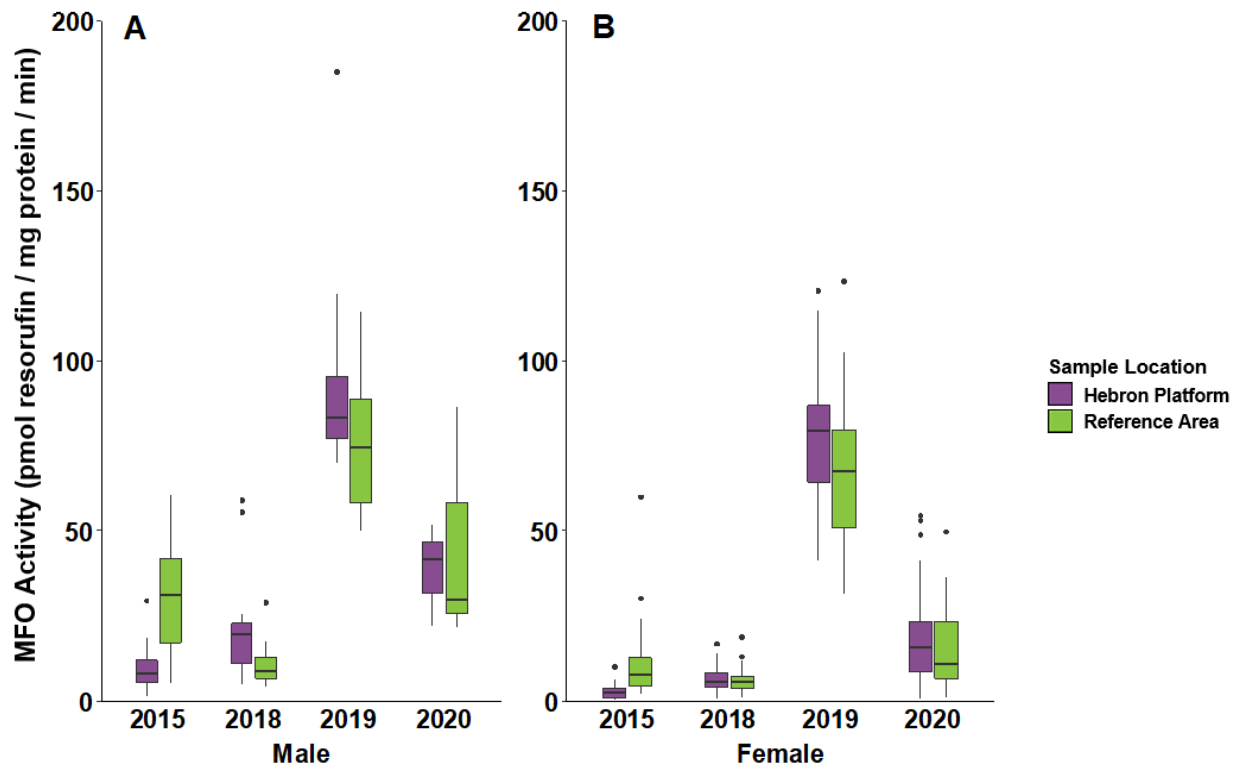 A
B
MFO Activity (pmol resorufin / mg protein / min)
200
150
100
50
0
2015 2018 2019 2020
Male
200
150
100
50
0
2015 2018 2019 2020
Female
Sample Location
Hebron Platform
Reference Area